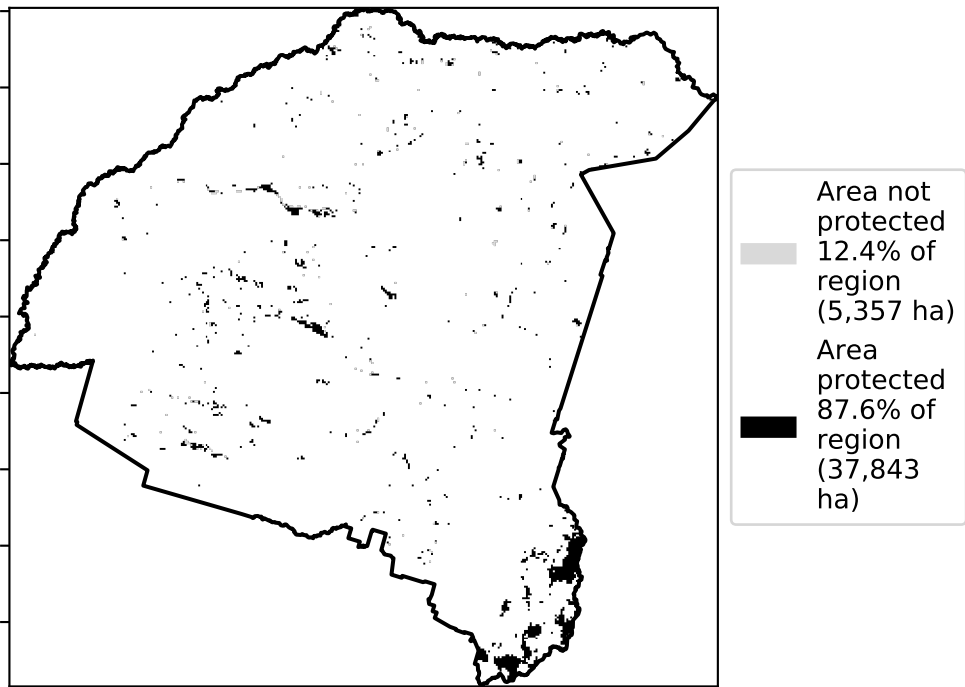 Area not
protected
12.4% of
region
(5,357 ha)
Area
protected
87.6% of
region
(37,843
ha)